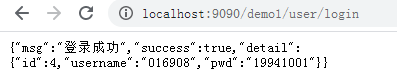 localhost:9090/demo1/user/login
{"msg":"登录成功","success":true,"detail":
{"id":4,"username":"016908","pwd":"19941001"}}